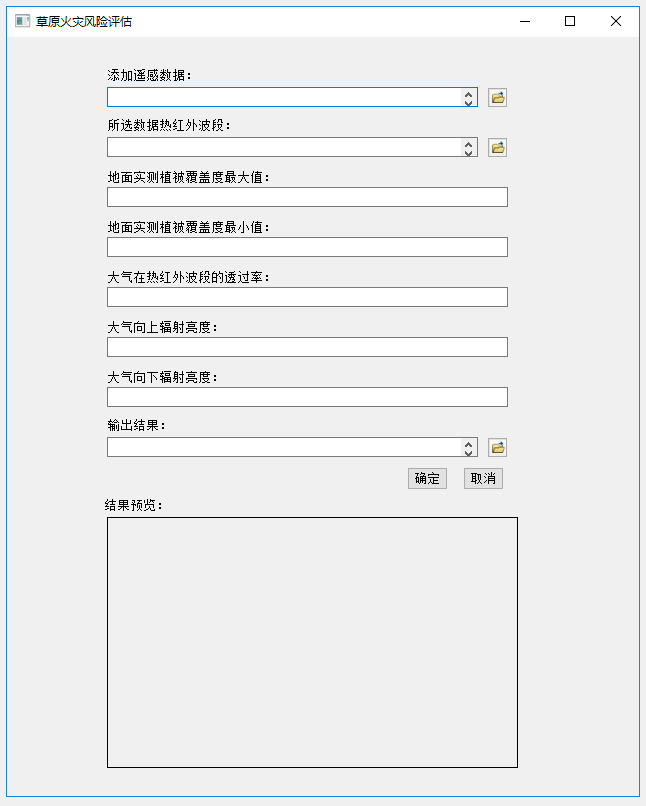 草原火灾风险评估
添加遥感数据：
所选数据热红外波段：
地面实测植被覆盖度最大值：
地面实测植被覆盖度最小值：
大气在热红外波段的透过率：
大气向上辐射亮度：
大气向下辐射亮度：
输出结果：
确定 取消
结果预览：